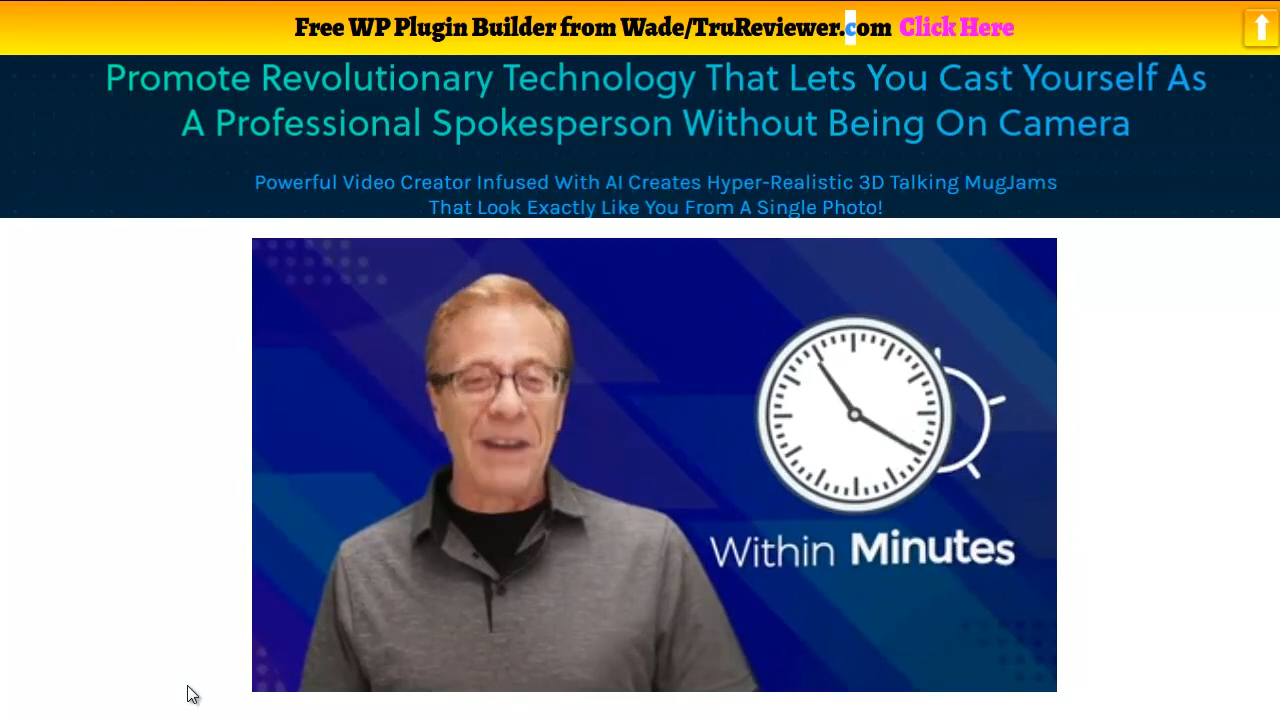 Free WP Plugin Builder from Wade/TruReviewer.com Click Here
Promote Revolutionary Technology That Lets You Cast Yourself As
A Professional Spokesperson Without Being On Camera
Powerful Video Creator Infused With AI Creates Hyper-Realistic 3D Talking MugJams
That Look Exactly Like You From A Single Photo!
Within Minutes